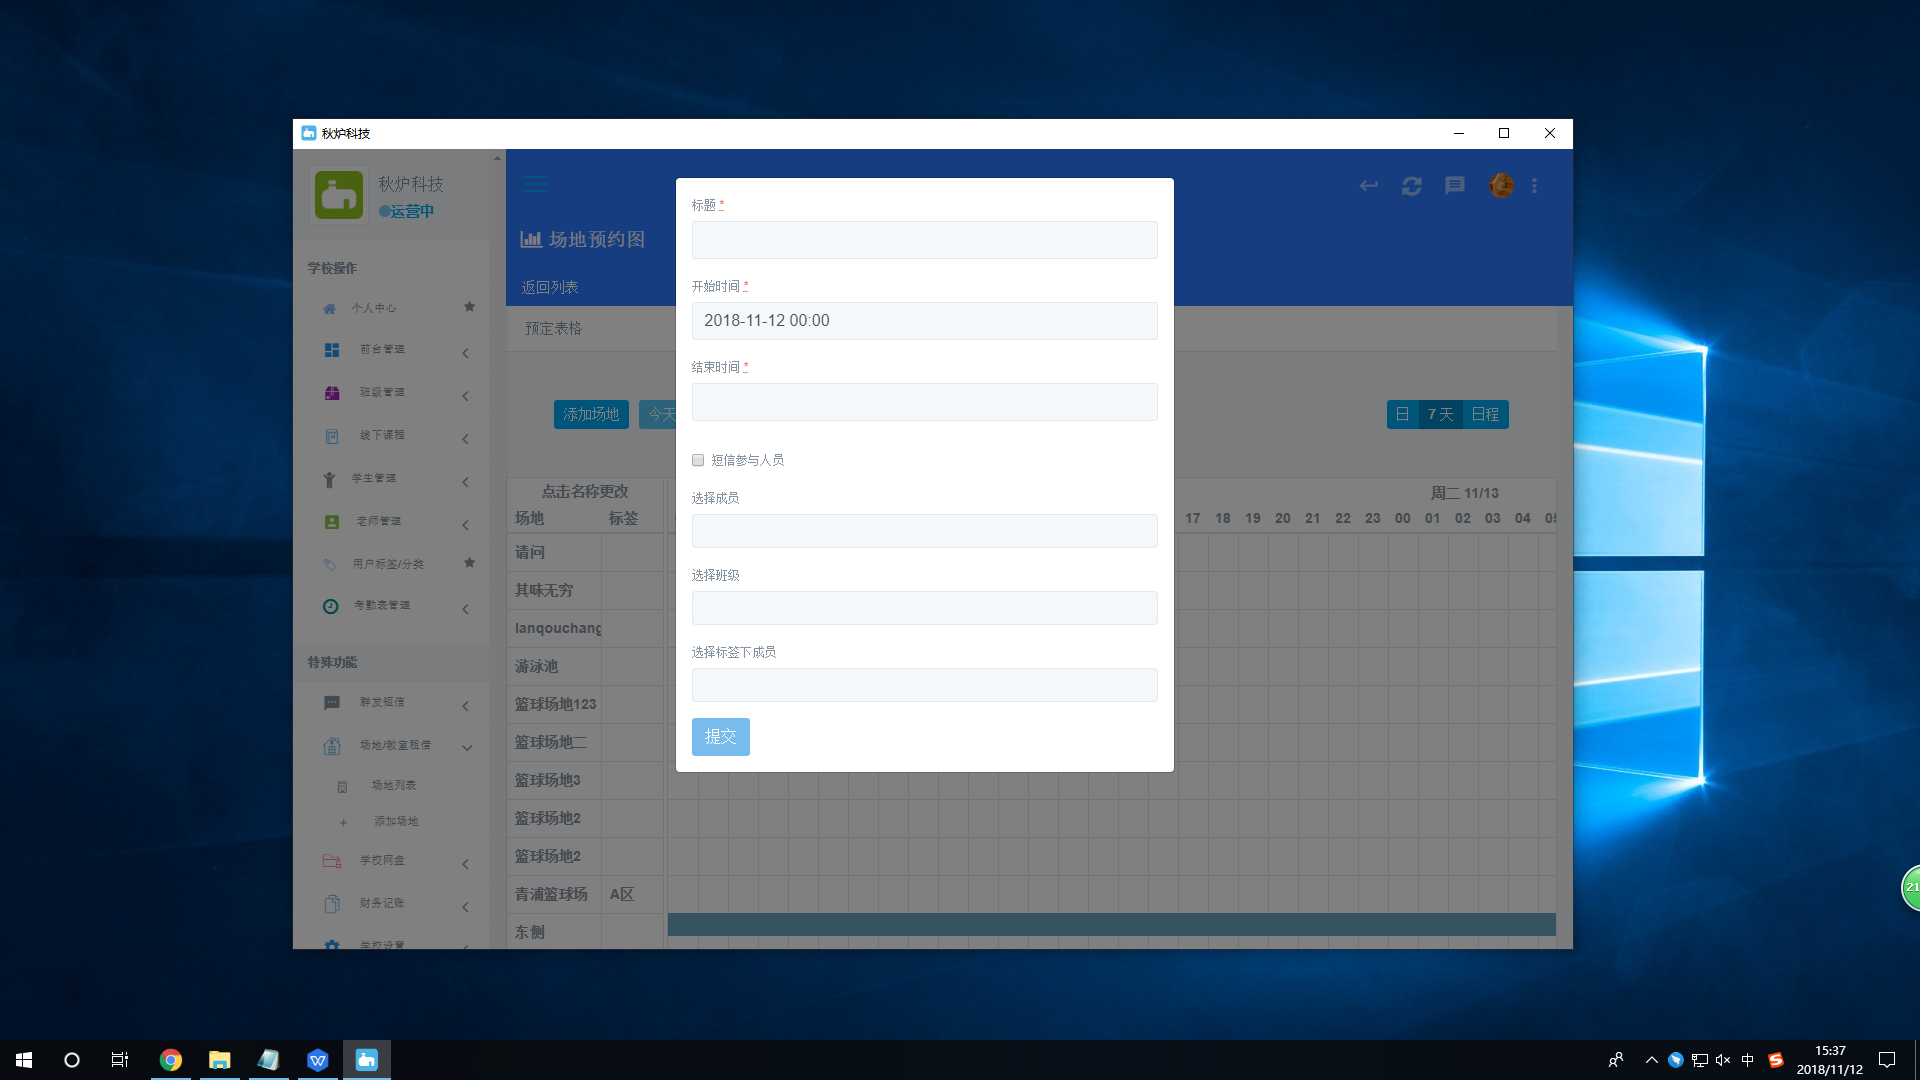 秋炉科技
秋炉科技
运营中
学校操作
个人中心
前台管理
班级管理
线下课程
学生管理
老师管理
用户标签/分类
考勤表管理
特殊功能
群发短信
场地/教室租借
场地列表
添加场地
学校网盘
财务记账
学校设置
场地预约图
返回列表
预定表格
添加场地
今天
日
7 天
日程
点击名称更改
场地 标签
周二 11/13
17 18 19 20 21 22 23 00 01 02 03 04 05
请问
其味无穷
lanqouchang
游泳池
篮球场地123
篮球场地二
篮球场地3
篮球场地2
篮球场地2
青浦篮球场 A区
东侧
标题 *
开始时间 *
2018-11-12 00:00
结束时间 *
短信参与人员
选择成员
选择班级
选择标签下成员
提交
21
中
15:37
2018/11/12